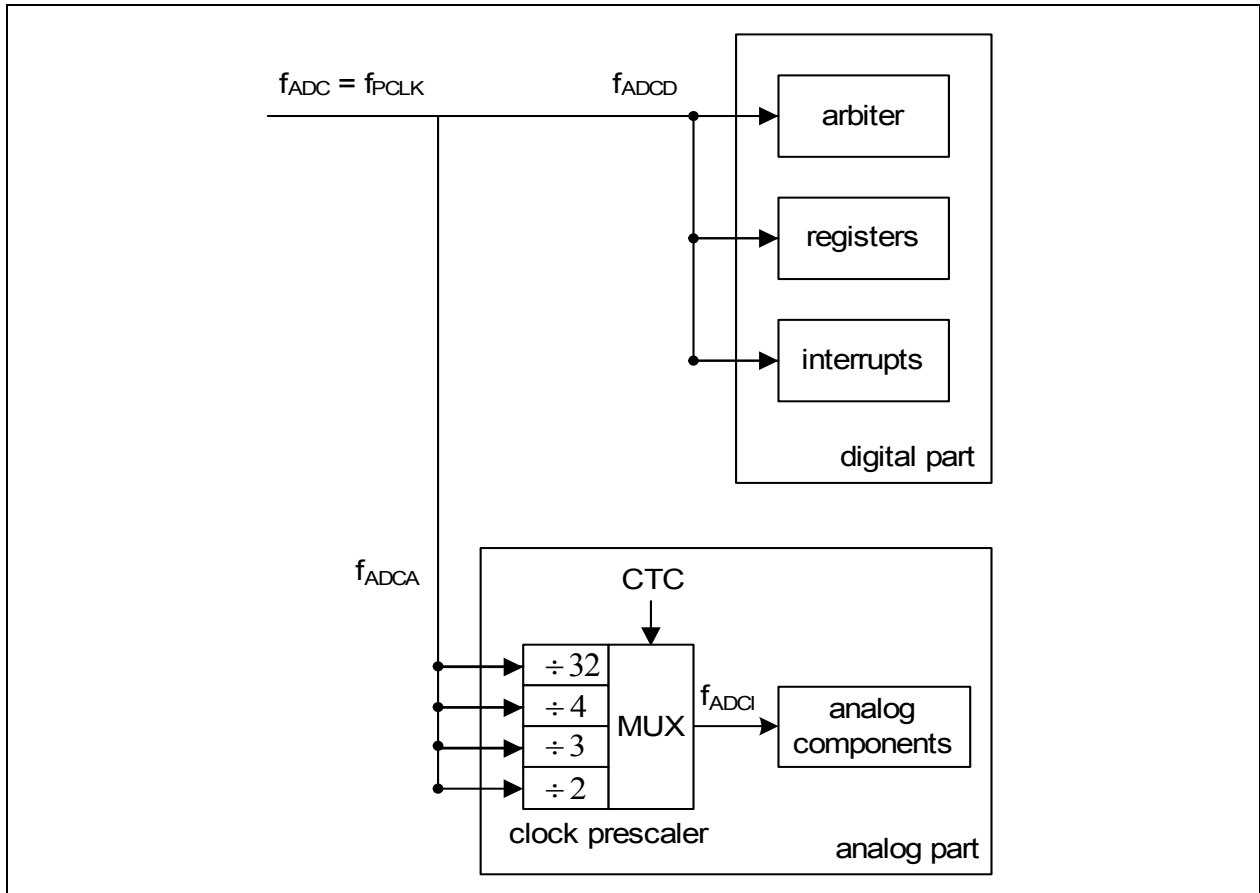 fADC = fPCLK
fADCD
arbiter
registers
interrupts
digital part
fADCA
CTC
÷ 32
÷ 4
÷ 3
÷ 2
MUX
fADCI
analog
components
clock prescaler
analog part